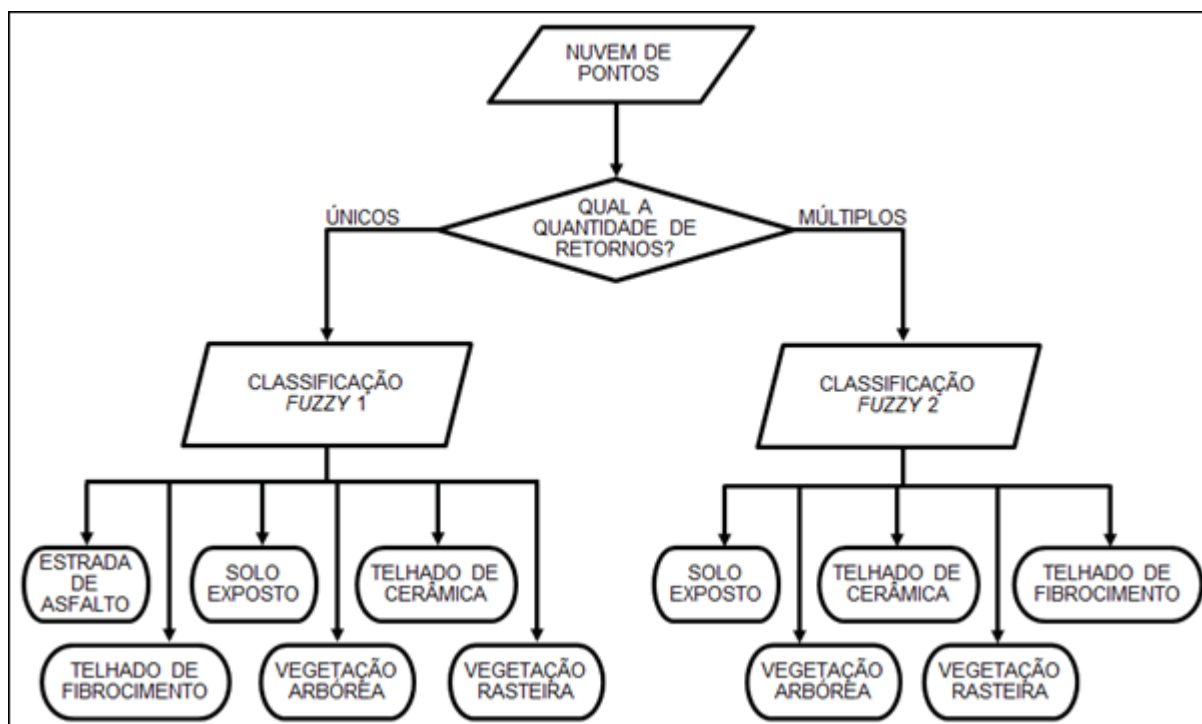 NUVEM DE
PONTOS
QUAL A
QUANTIDADE DE
RETORNOS?
ÚNICOS
MÚLTIPLOS
CLASSIFICAÇÃO
FUZZY 1
CLASSIFICAÇÃO
FUZZY 2
ESTRADA
DE
ASFALTO
SOLO
EXPOSTO
TELHADO DE
CERÂMICA
TELHADO DE
FIBROCIMENTO
VEGETAÇÃO
ARBÓREA
VEGETAÇÃO
RASTEIRA
SOLO
EXPOSTO
TELHADO DE
CERÂMICA
TELHADO DE
FIBROCIMENTO
VEGETAÇÃO
ARBÓREA
VEGETAÇÃO
RASTEIRA